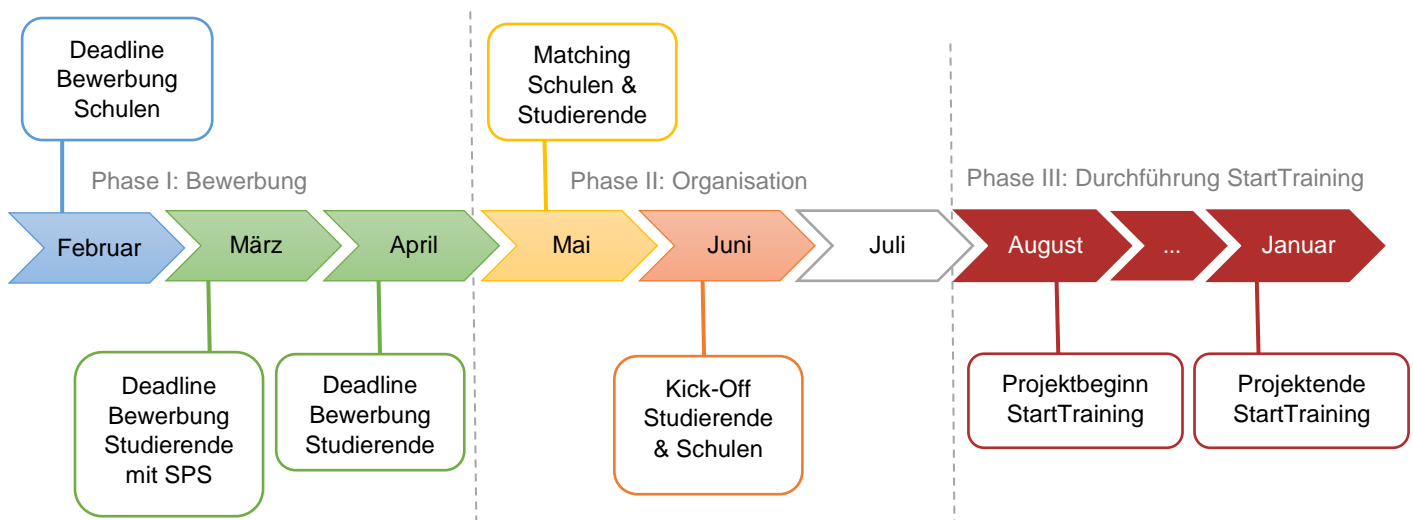 Deadline
Bewerbung
Schulen
Matching
Schulen &
Studierende
Phase I: Bewerbung
Phase II: Organisation
Phase III: Durchführung StartTraining
Februar
März
April
Mai
Juni
Juli
August
...
Januar
Deadline
Bewerbung
Studierende
mit SPS
Deadline
Bewerbung
Studierende
Kick-Off
Studierende
& Schulen
Projektbeginn
StartTraining
Projektende
StartTraining